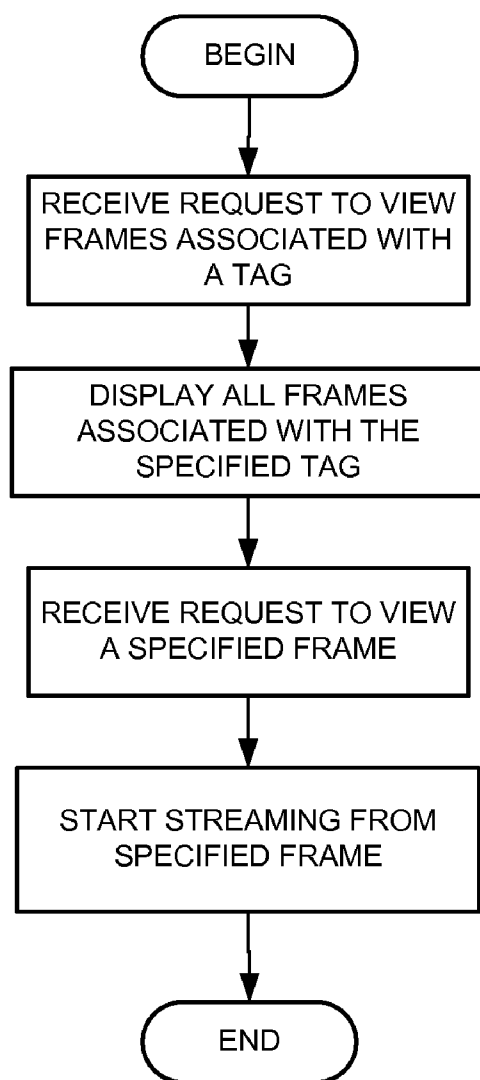 BEGIN
RECEIVE REQUEST TO VIEW
FRAMES ASSOCIATED WITH
A TAG
DISPLAY ALL FRAMES
ASSOCIATED WITH THE
SPECIFIED TAG
RECEIVE REQUEST TO VIEW
A SPECIFIED FRAME
START STREAMING FROM
SPECIFIED FRAME
END